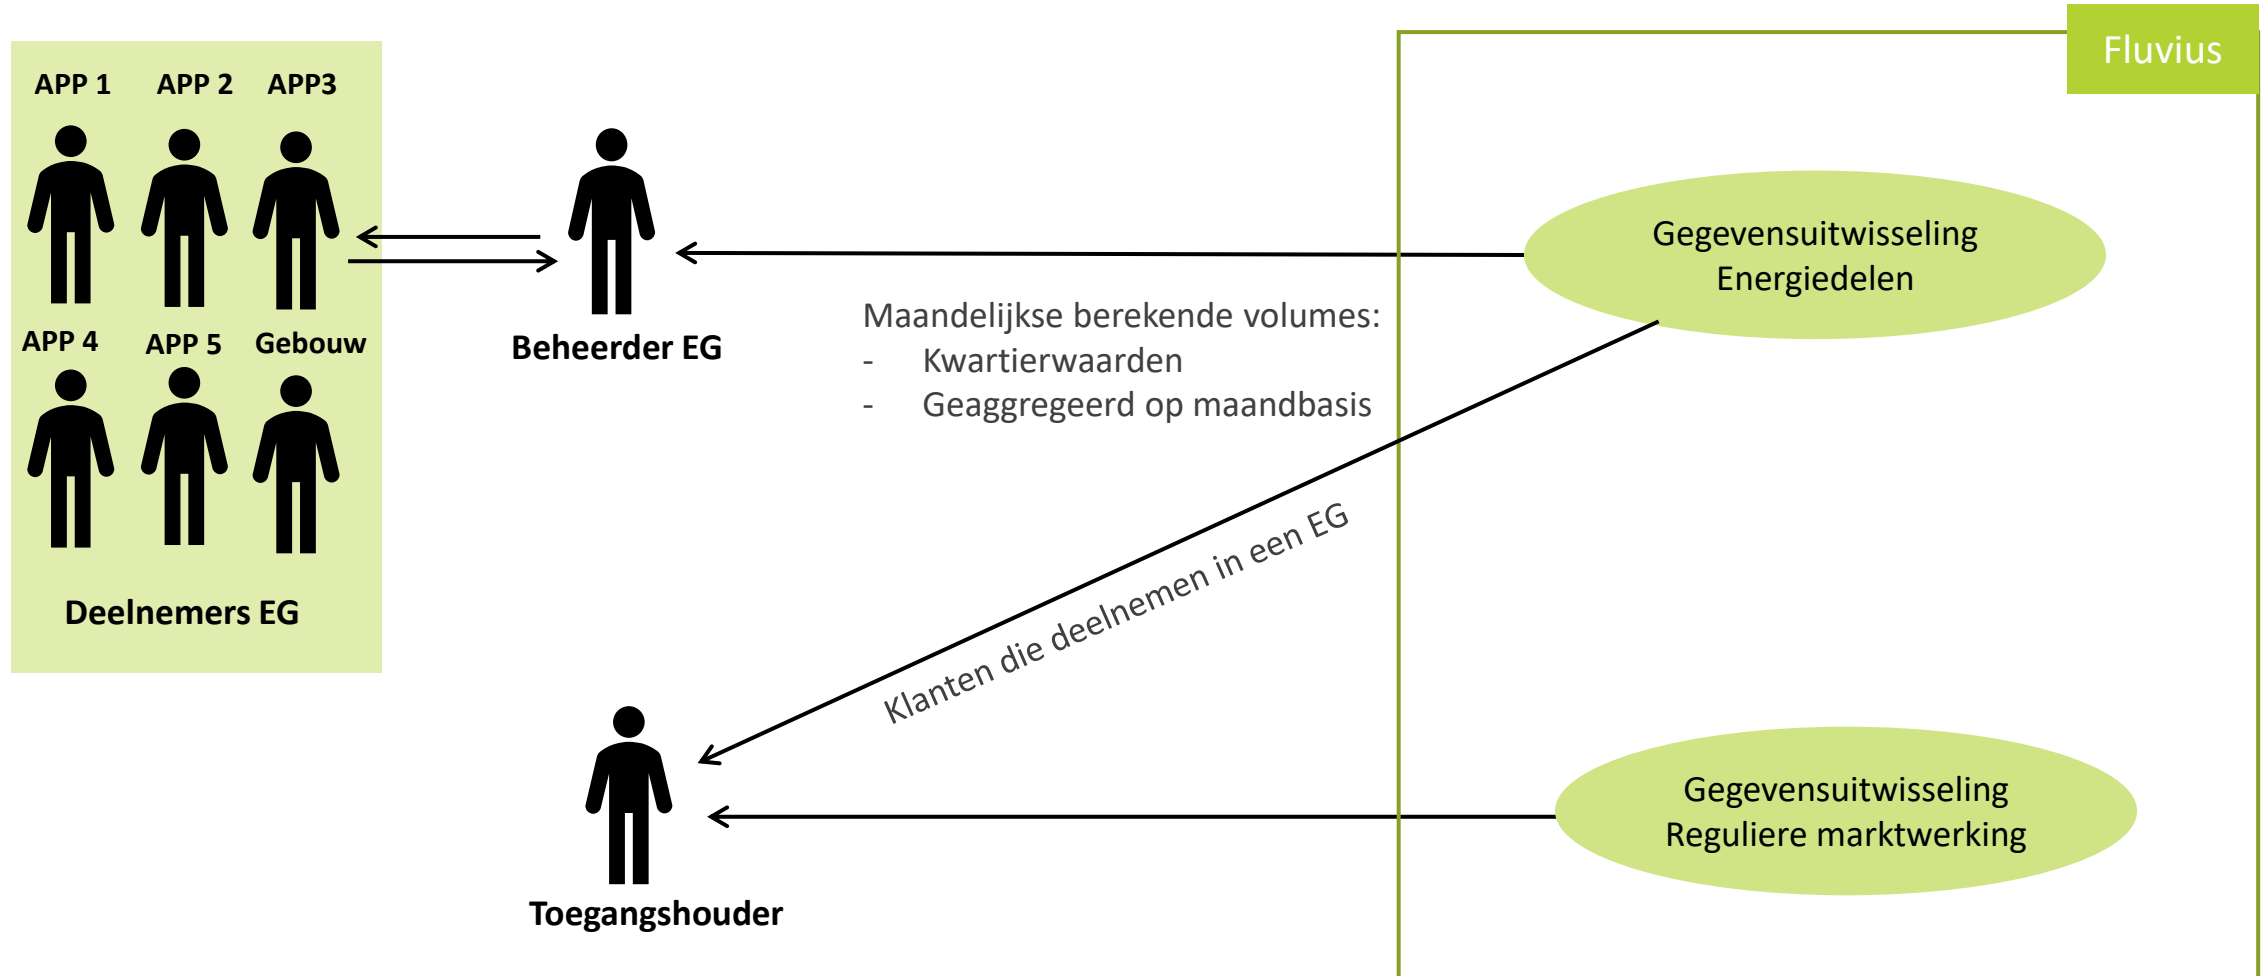 Fluvius
APP 1 APP 2 APP3
APP 4 APP 5 Gebouw
Deelnemers EG
Beheerder EG
Maandelijkse berekende volumes:
- Kwartierwaarden
- Geaggregeerd op maandbasis
Gegevensuitwisseling
Energiedelen
Klanten die deelnemen in een EG
Toegangshouder
Gegevensuitwisseling
Reguliere marktwerking